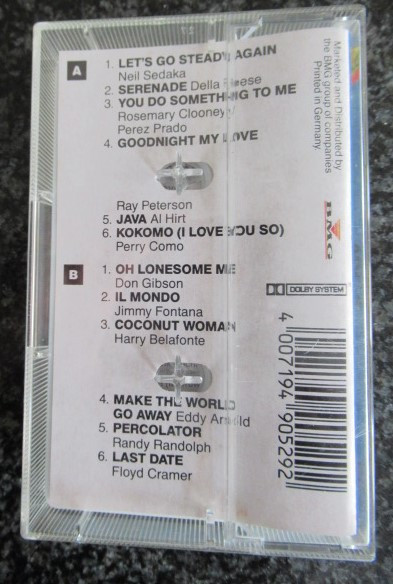 A
1. LET'S GO STEADY AGAIN
Neil Sedaka
2. SERENADE Della Reese
3. YOU DO SOMETHING TO ME
Rosemary Clooney/
Perez Prado
4. GOODNIGHT MY LOVE
Ray Peterson
5. JAVA Al Hirt
6. KOKOMO (I LOVE YOU SO)
Perry Como
B
1. OH LONESOME ME
Don Gibson
2. IL MONDO
Jimmy Fontana
3. COCONUT WOMAN
Harry Belafonte
4. MAKE THE WORLD
GO AWAY Eddy Arnold
5. PERCOLATOR
Randy Randolph
6. LAST DATE
Floyd Cramer
Marketed and Distributed by
the BMG group of companies
Printed in Germany
BMG
DOLBY SYSTEM
4 007194 905292